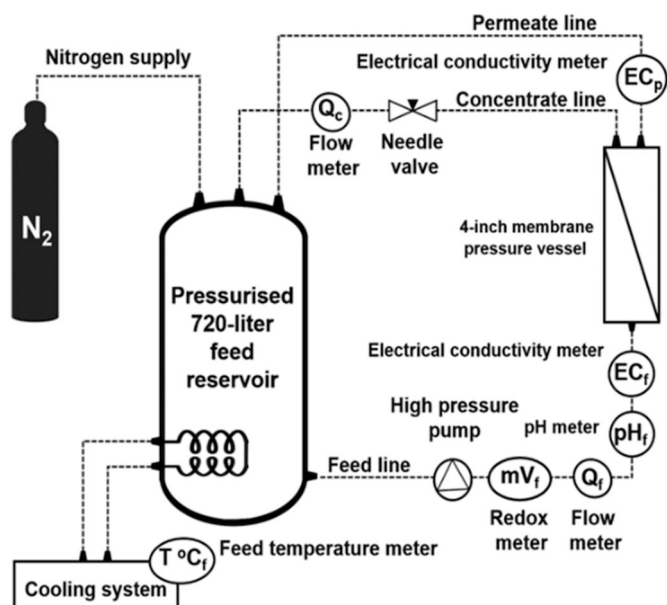 Permeate line
Nitrogen supply
Electrical conductivity meter
ECp
Qc
Concentrate line
Flow
meter
Needle
valve
N2
4-inch membrane
pressure vessel
Pressurised
720-liter
feed
reservoir
Electrical conductivity meter
ECf
High pressure
pump
pH meter
pHf
Feed line
mVf
Qf
Redox
meter
Flow
meter
T ºCf
Feed temperature meter
Cooling system